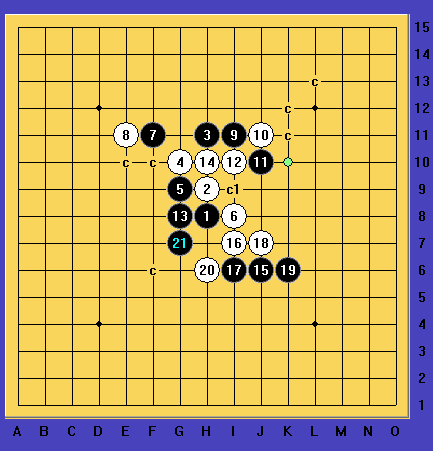 15
14
c 13
c 12
8 7 3 9 10 c 11
c c 4 14 12 11 10
5 2 c1 9
13 1 6 8
21 16 18 7
c 20 17 15 19 6
5
4
3
2
1
A B C D E F G H I J K L M N O